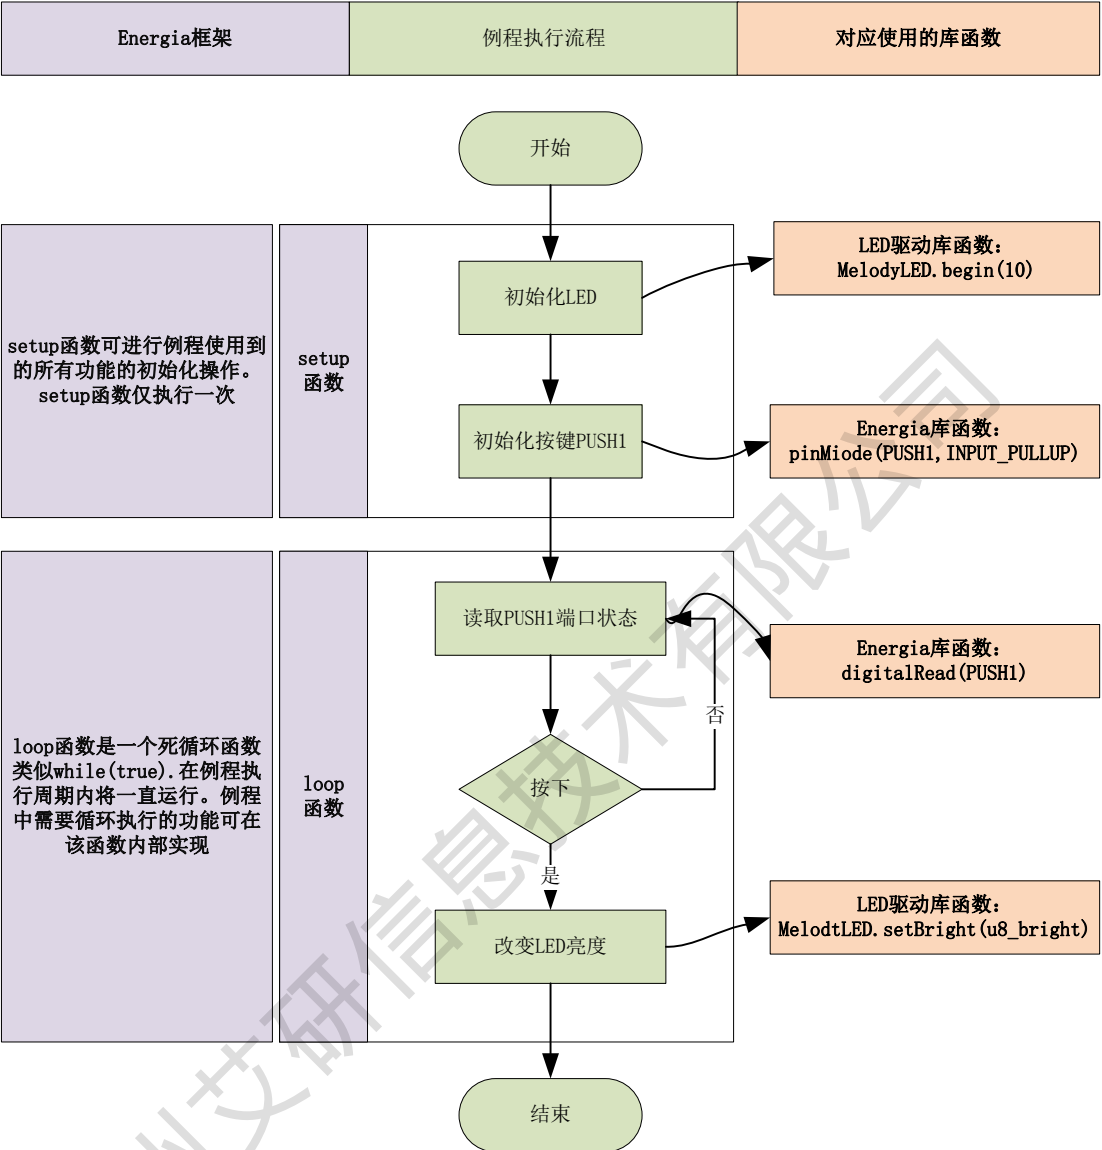 Energia框架
例程执行流程
对应使用的库函数
开始
setup函数可进行例程使用到
的所有功能的初始化操作。
setup函数仅执行一次
setup
函数
初始化LED
LED驱动库函数：
MelodyLED.begin(10)
初始化按键PUSH1
Energia库函数：
pinMiode(PUSH1,INPUT_PULLUP)
loop函数是一个死循环函数
类似while(true).在例程执
行周期内将一直运行。例程
中需要循环执行的功能可在
该函数内部实现
loop
函数
读取PUSH1端口状态
Energia库函数：
digitalRead(PUSH1)
否
按下
是
改变LED亮度
LED驱动库函数：
MelodtLED.setBright(u8_bright)
结束
州艾研信息技术有限公司